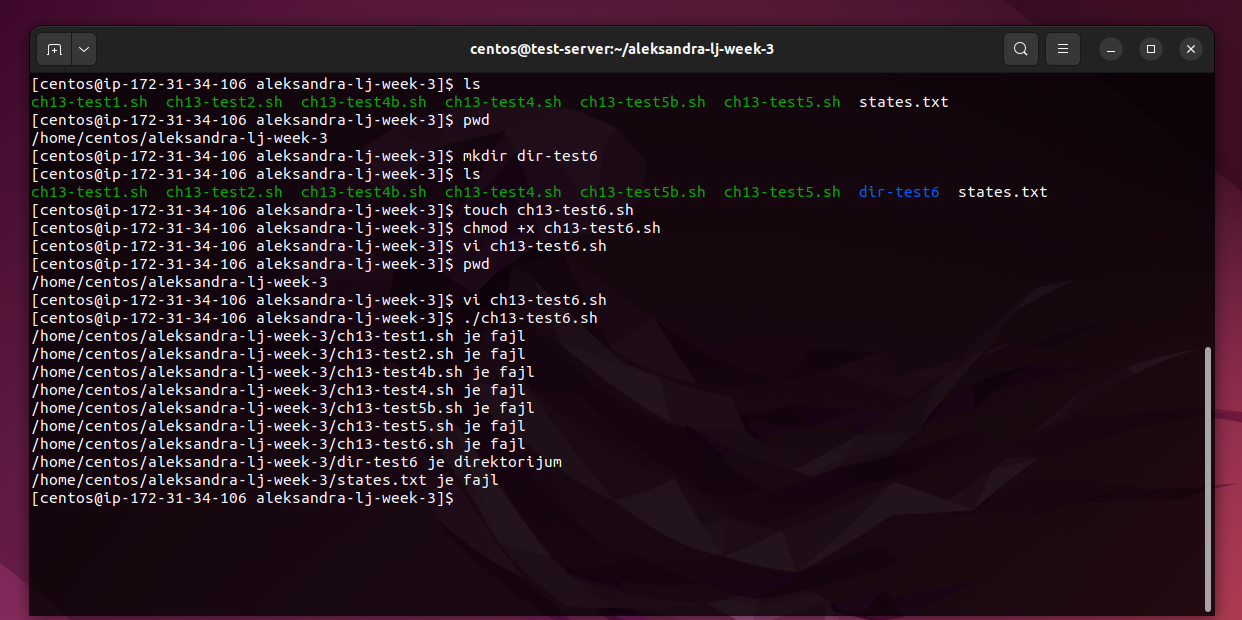 centos@test-server:~/aleksandra-lj-week-3
[centos@ip-172-31-34-106 aleksandra-lj-week-3]$ ls
ch13-test1.sh  ch13-test2.sh  ch13-test4b.sh  ch13-test4.sh  ch13-test5b.sh  ch13-test5.sh  states.txt
[centos@ip-172-31-34-106 aleksandra-lj-week-3]$ pwd
/home/centos/aleksandra-lj-week-3
[centos@ip-172-31-34-106 aleksandra-lj-week-3]$ mkdir dir-test6
[centos@ip-172-31-34-106 aleksandra-lj-week-3]$ ls
ch13-test1.sh  ch13-test2.sh  ch13-test4b.sh  ch13-test4.sh  ch13-test5b.sh  ch13-test5.sh  dir-test6  states.txt
[centos@ip-172-31-34-106 aleksandra-lj-week-3]$ touch ch13-test6.sh
[centos@ip-172-31-34-106 aleksandra-lj-week-3]$ chmod +x ch13-test6.sh
[centos@ip-172-31-34-106 aleksandra-lj-week-3]$ vi ch13-test6.sh
[centos@ip-172-31-34-106 aleksandra-lj-week-3]$ pwd
/home/centos/aleksandra-lj-week-3
[centos@ip-172-31-34-106 aleksandra-lj-week-3]$ vi ch13-test6.sh
[centos@ip-172-31-34-106 aleksandra-lj-week-3]$ ./ch13-test6.sh
/home/centos/aleksandra-lj-week-3/ch13-test1.sh je fajl
/home/centos/aleksandra-lj-week-3/ch13-test2.sh je fajl
/home/centos/aleksandra-lj-week-3/ch13-test4b.sh je fajl
/home/centos/aleksandra-lj-week-3/ch13-test4.sh je fajl
/home/centos/aleksandra-lj-week-3/ch13-test5b.sh je fajl
/home/centos/aleksandra-lj-week-3/ch13-test5.sh je fajl
/home/centos/aleksandra-lj-week-3/ch13-test6.sh je fajl
/home/centos/aleksandra-lj-week-3/dir-test6 je direktorijum
/home/centos/aleksandra-lj-week-3/states.txt je fajl
[centos@ip-172-31-34-106 aleksandra-lj-week-3]$